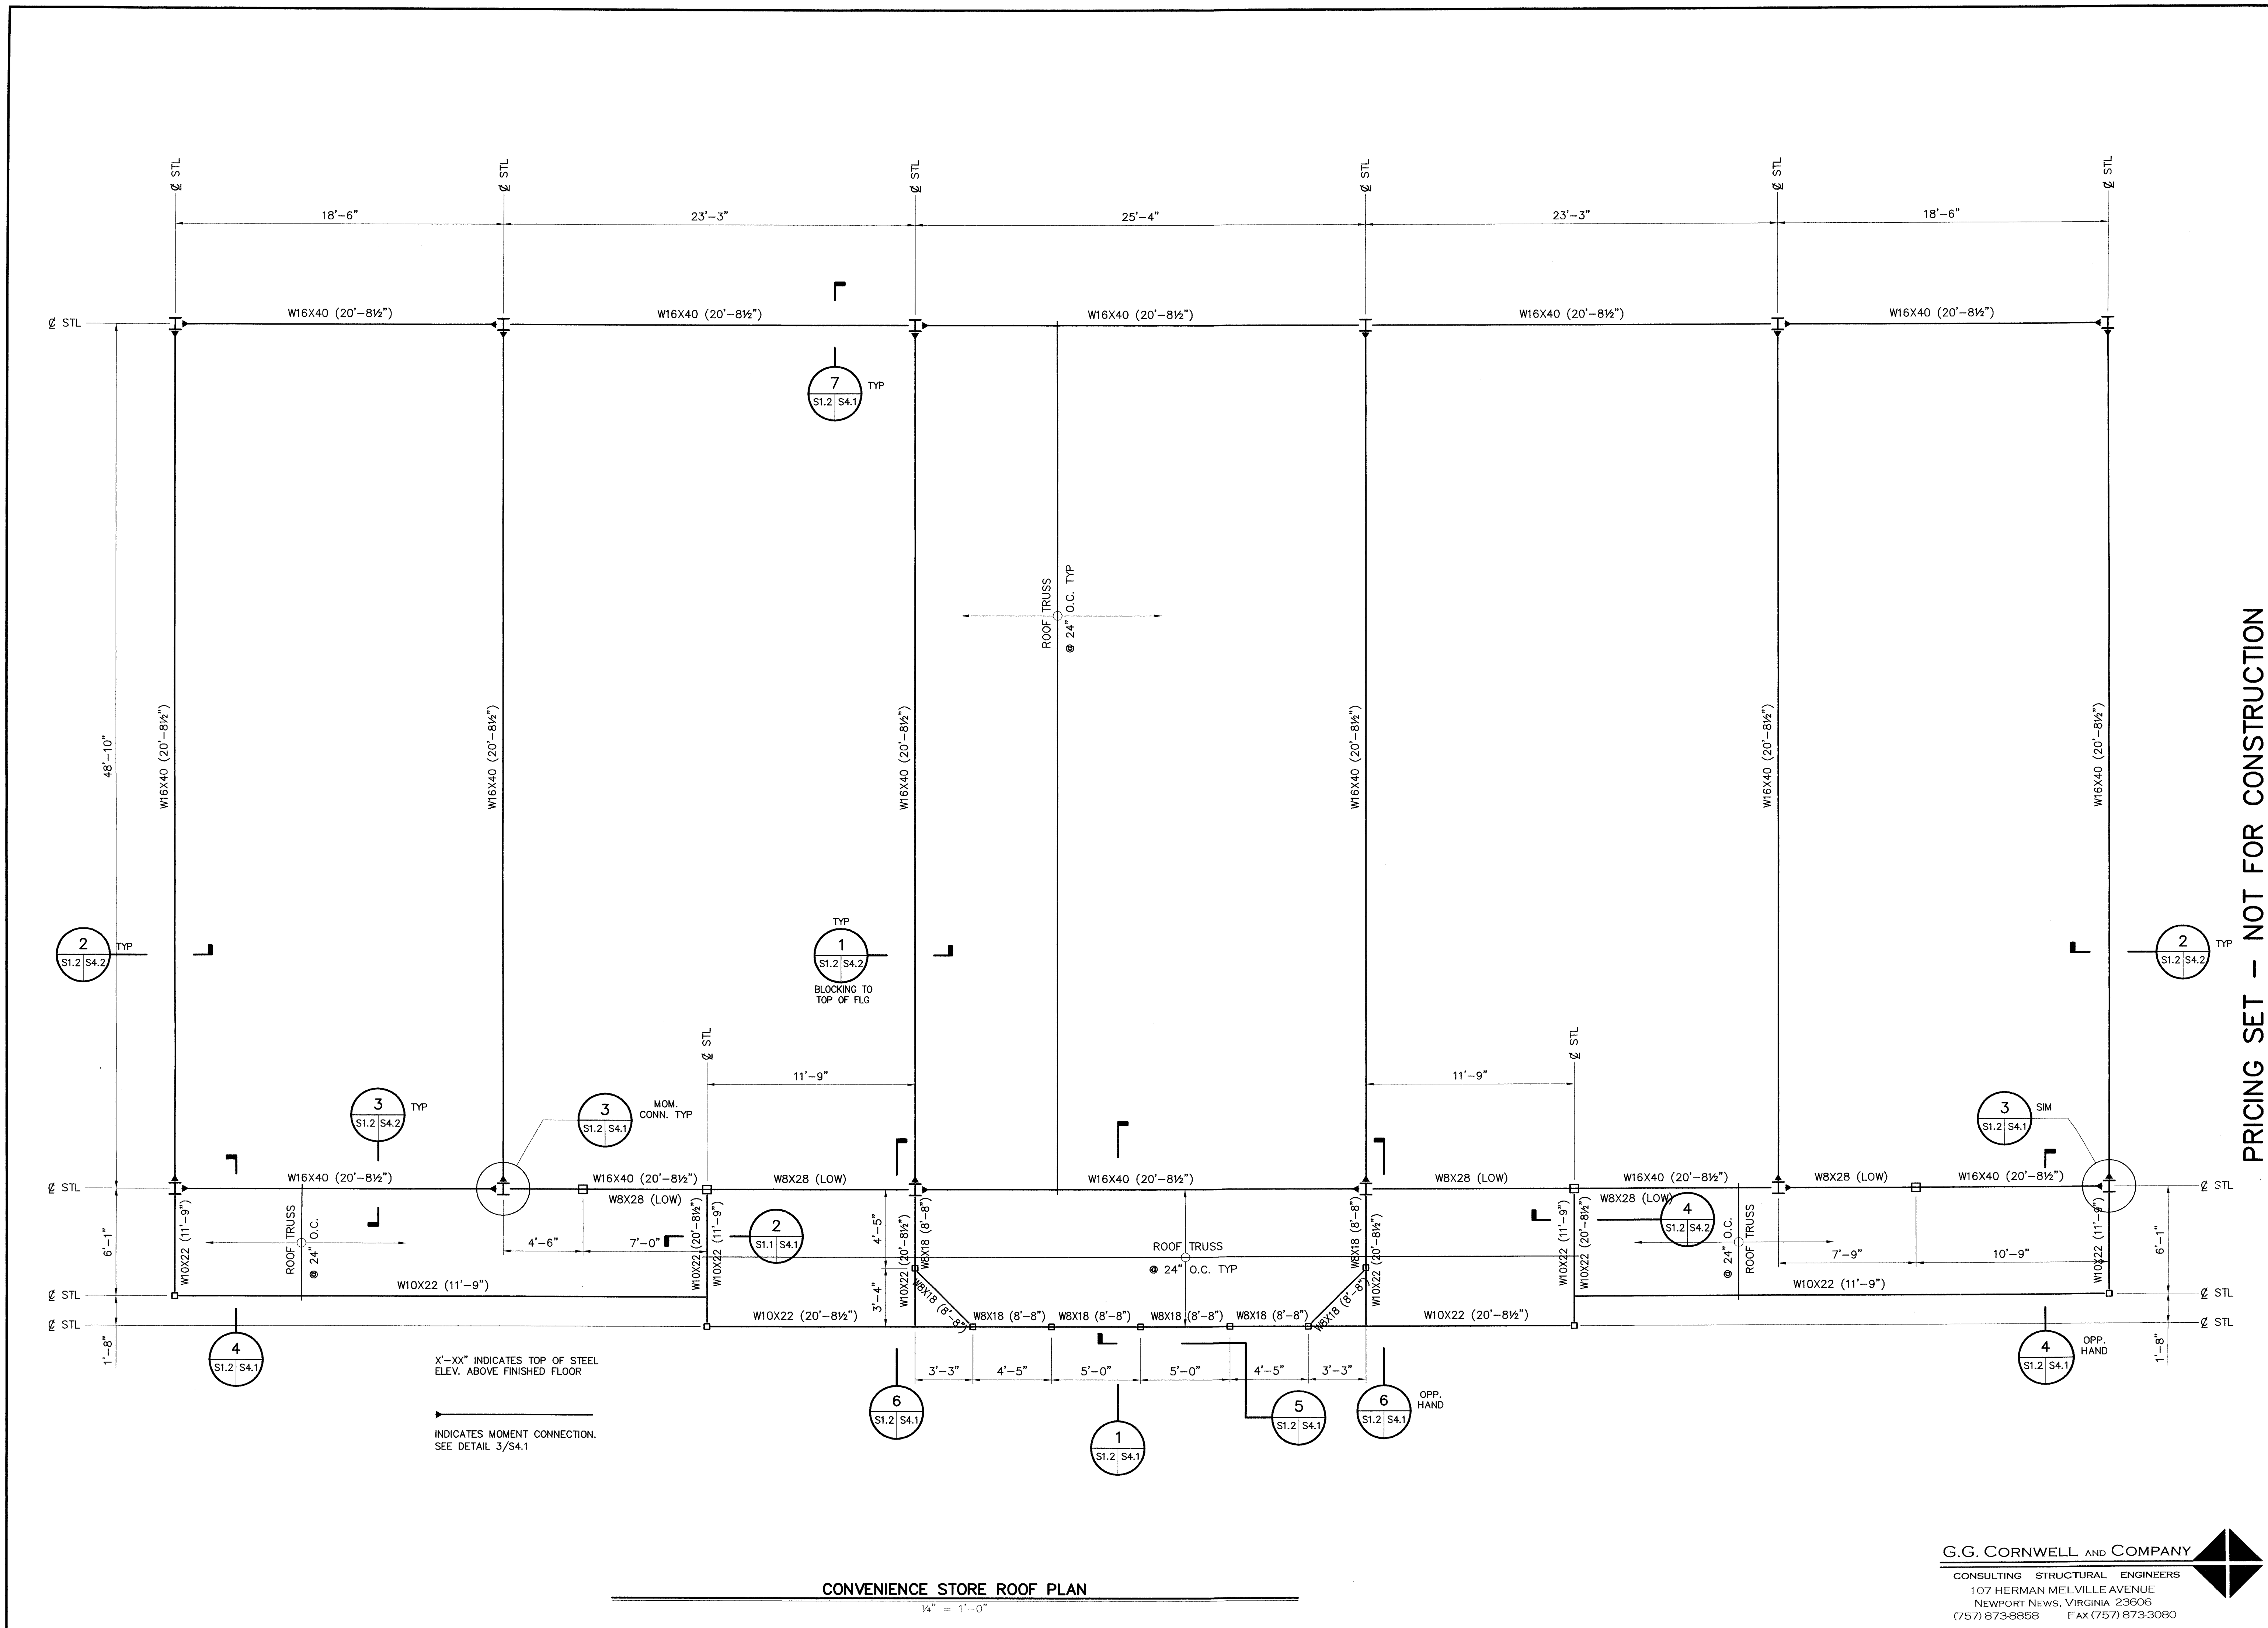 ℄ STL
℄ STL
℄ STL
℄ STL
℄ STL
℄ STL
18'-6"
23'-3"
25'-4"
23'-3"
18'-6"
℄ STL
W16X40 (20'-8½")
W16X40 (20'-8½")
W16X40 (20'-8½")
W16X40 (20'-8½")
W16X40 (20'-8½")
7
S1.2 S4.1
TYP
ROOF TRUSS
@ 24" O.C. TYP
48'-10"
W16X40 (20'-8½")
W16X40 (20'-8½")
W16X40 (20'-8½")
W16X40 (20'-8½")
W16X40 (20'-8½")
W16X40 (20'-8½")
PRICING SET - NOT FOR CONSTRUCTION
2
S1.2 S4.2
TYP
TYP
1
S1.2 S4.2
BLOCKING TO
TOP OF FLG
2
S1.2 S4.2
TYP
℄ STL
℄ STL
11'-9"
11'-9"
3
S1.2 S4.2
TYP
3
S1.2 S4.1
MOM.
CONN. TYP
3
S1.2 S4.1
SIM
℄ STL
W16X40 (20'-8½")
W16X40 (20'-8½")
W8X28 (LOW)
W8X28 (LOW)
W16X40 (20'-8½")
W8X28 (LOW)
W16X40 (20'-8½")
W8X28 (LOW)
W8X28 (LOW)
W16X40 (20'-8½")
℄ STL
6'-1"
W10X22 (11'-9")
ROOF TRUSS
@ 24" O.C.
4'-6"
7'-0"
W10X22 (20'-8½")
W10X22 (11'-9")
2
S1.1 S4.1
4'-5"
3'-4"
W10X22 (20'-8½")
W8X18 (8'-8")
W8X18 (8'-8")
ROOF TRUSS
@ 24" O.C. TYP
W8X18 (8'-8")
W8X18 (8'-8")
W10X22 (20'-8½")
W10X22 (11'-9")
W10X22 (20'-8½")
4
S1.2 S4.2
@ 24" O.C.
ROOF TRUSS
7'-9"
10'-9"
W10X22 (11'-9")
6'-1"
℄ STL
W10X22 (11'-9")
W10X22 (11'-9")
℄ STL
℄ STL
W10X22 (20'-8½")
W8X18 (8'-8")
W8X18 (8'-8")
W8X18 (8'-8")
W8X18 (8'-8")
W10X22 (20'-8½")
℄ STL
1'-8"
1'-8"
4
S1.2 S4.1
X'-XX" INDICATES TOP OF STEEL
ELEV. ABOVE FINISHED FLOOR
INDICATES MOMENT CONNECTION.
SEE DETAIL 3/S4.1
3'-3"
4'-5"
5'-0"
5'-0"
4'-5"
3'-3"
6
S1.2 S4.1
1
S1.2 S4.1
5
S1.2 S4.1
6
S1.2 S4.1
OPP.
HAND
4
S1.2 S4.1
OPP.
HAND
CONVENIENCE STORE ROOF PLAN
¼" = 1'-0"
G.G. CORNWELL AND COMPANY
CONSULTING STRUCTURAL ENGINEERS
107 HERMAN MELVILLE AVENUE
NEWPORT NEWS, VIRGINIA 23606
(757) 873-8858 FAX (757) 873-3080